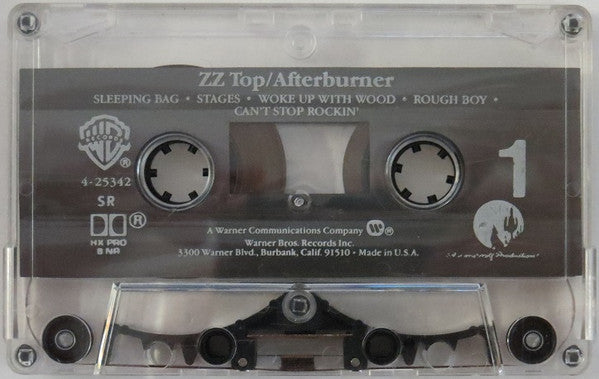 ZZ Top/Afterburner
SLEEPING BAG • STAGES • WOKE UP WITH WOOD • ROUGH BOY •
CAN'T STOP ROCKIN'
WB
RECORDS
®
4-25342
SR
®
HX PRO
B NR
1
A Warner Communications Company ®
Warner Bros. Records Inc.
3300 Warner Blvd., Burbank, Calif. 91510 • Made in U.S.A.
Production"